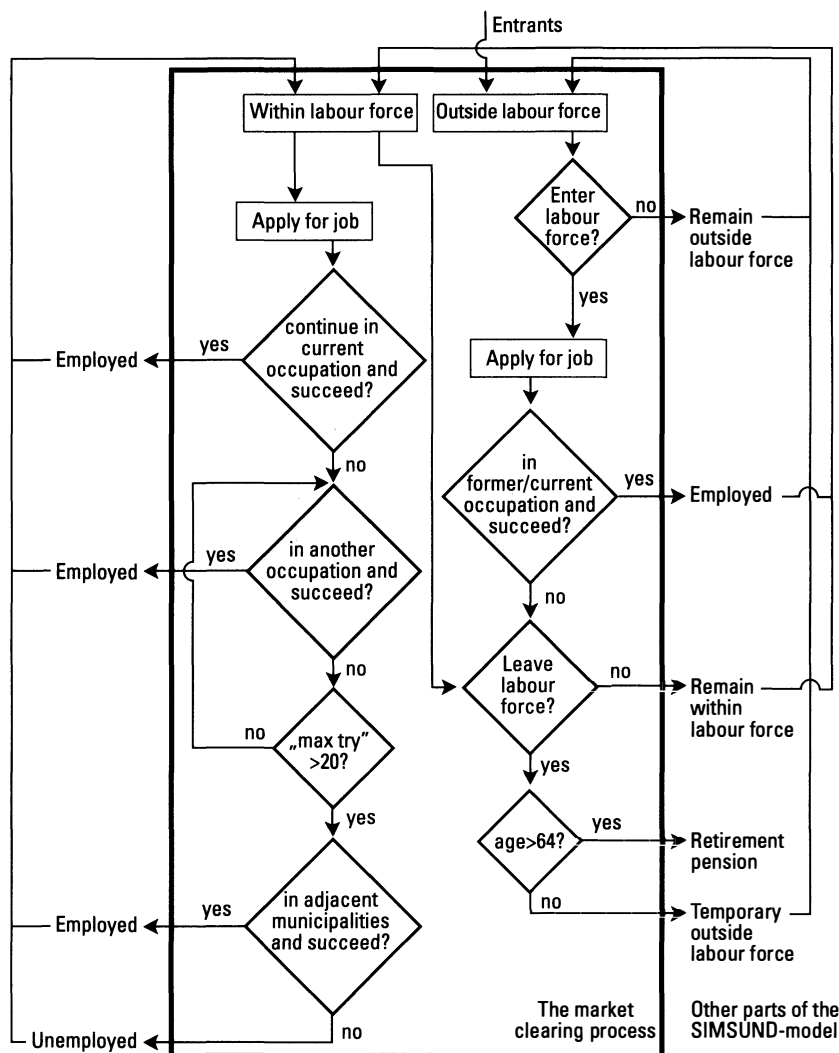 Entrants
Within labour force
Outside labour force
Apply for job
Enter
labour
force?
no
Remain
outside
labour force
yes
continue in
current
occupation and
succeed?
yes
Employed
Apply for job
no
in
former/current
occupation and
succeed?
yes
Employed
in another
occupation and
succeed?
yes
Employed
no
no
Leave
labour
force?
no
Remain
within
labour force
„max try"
>20?
no
yes
yes
age>64?
yes
Retirement
pension
no
Temporary
outside
labour force
in adjacent
municipalities
and succeed?
yes
Employed
no
Unemployed
The market
clearing process
Other parts of the
SIMSUND-model